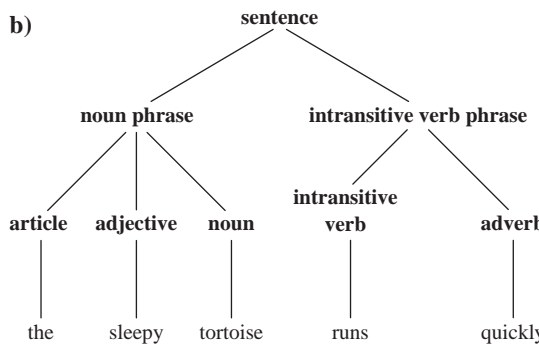 b)
sentence
noun phrase intransitive verb phrase
intransitive
article adjective noun verb adverb
the sleepy tortoise runs quickly